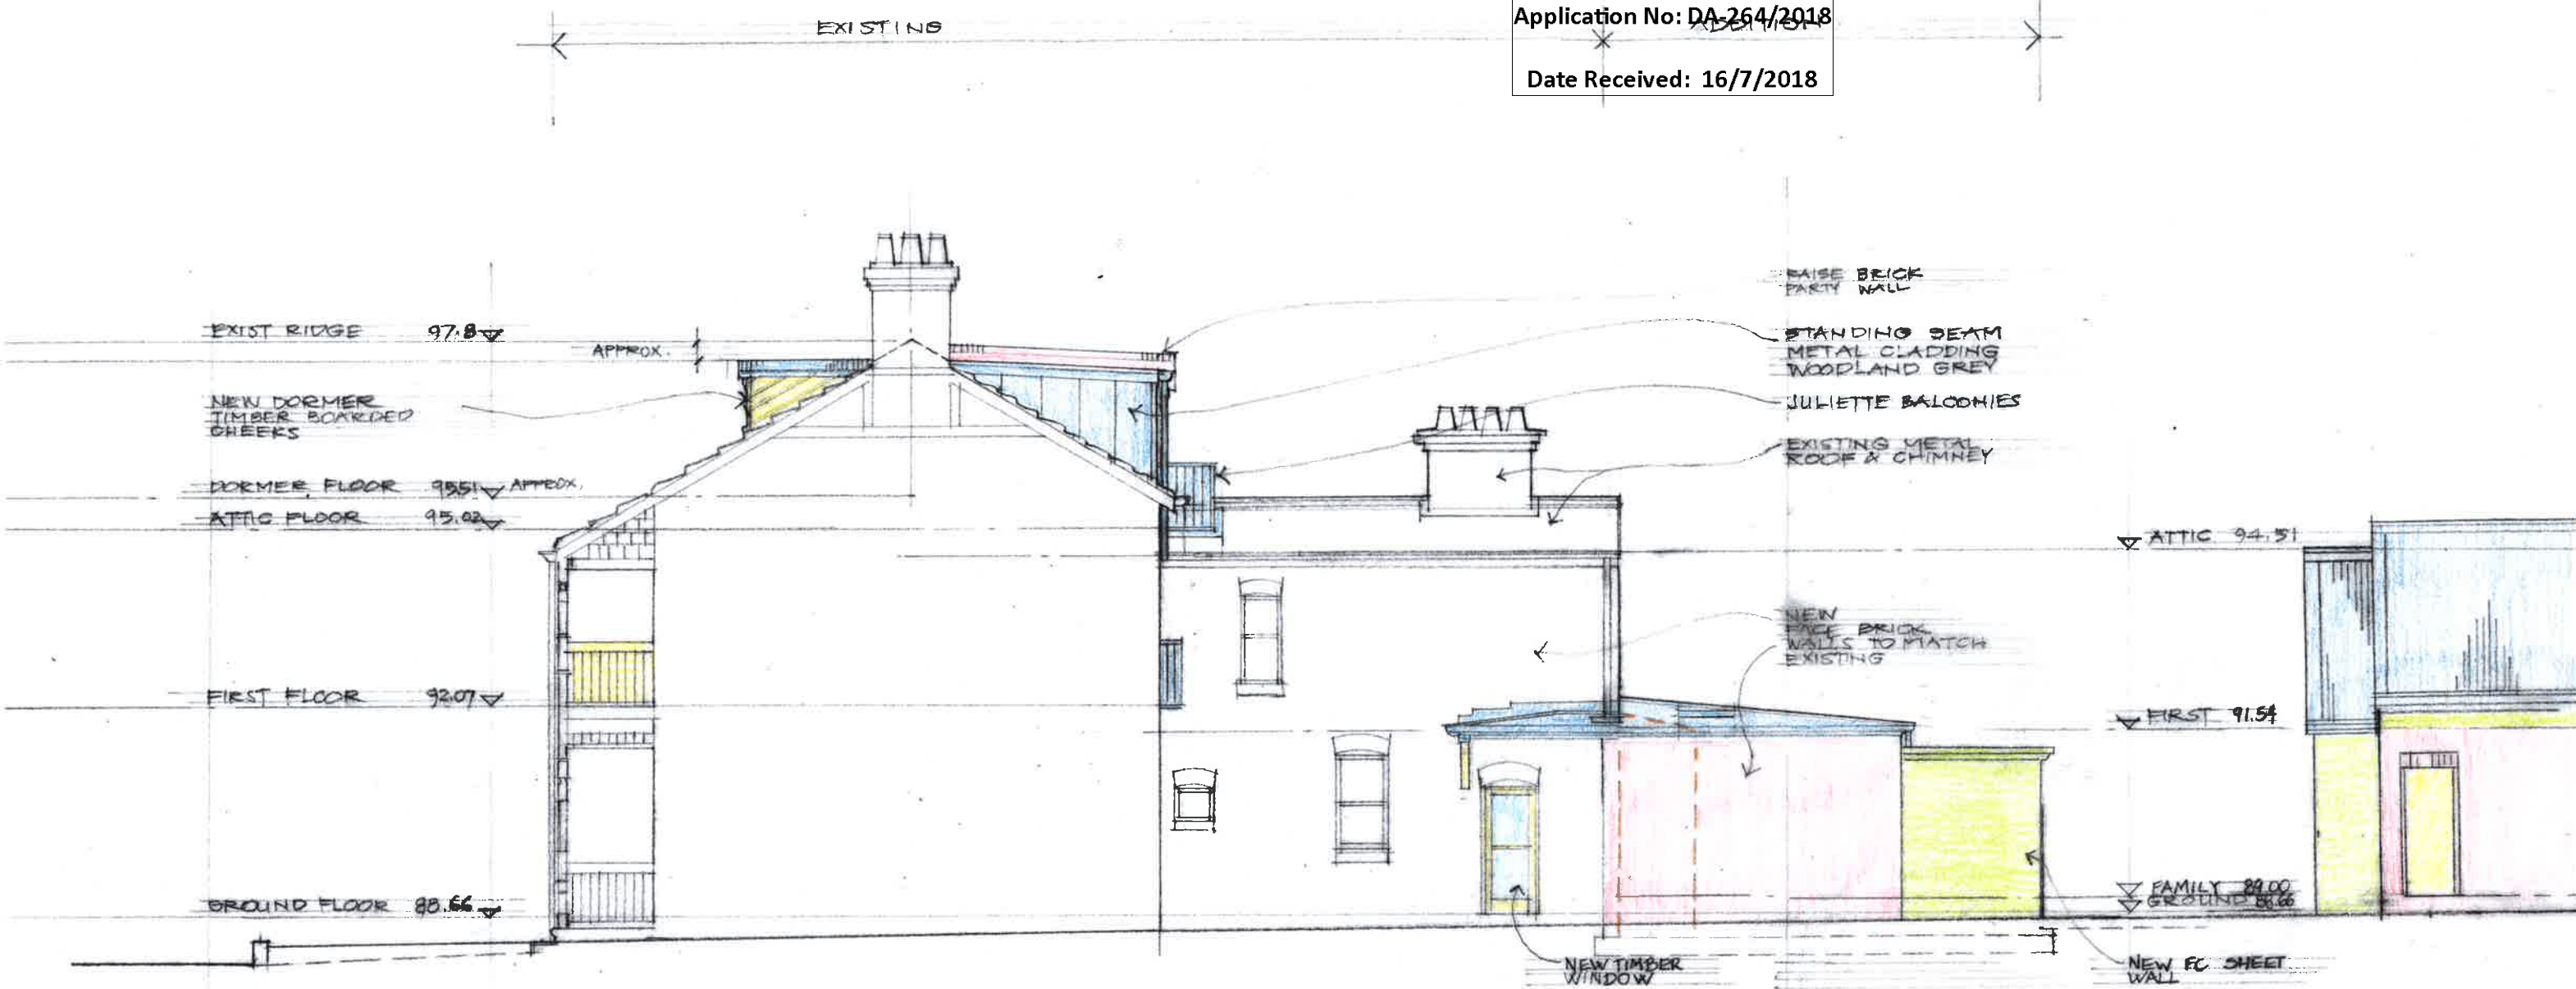 EXISTING
Application No: DA-264/2018
ADDITION
Date Received: 16/7/2018
RAISE BRICK
PARTY WALL
EXIST RIDGE 97.8
APPROX.
STANDING SEAM
METAL CLADDING
WOODLAND GREY
NEW DORMER
TIMBER BOARDED
CHEEKS
JULIETTE BALCONIES
EXISTING METAL
ROOF & CHIMNEY
DORMER FLOOR 95.51 APPROX.
ATTIC FLOOR 95.02
ATTIC 94.51
NEW
FACE BRICK
WALLS TO MATCH
EXISTING
FIRST FLOOR 92.07
FIRST 91.54
FAMILY 89.00
GROUND 88.66
GROUND FLOOR 88.66
NEW TIMBER
WINDOW
NEW FC SHEET
WALL